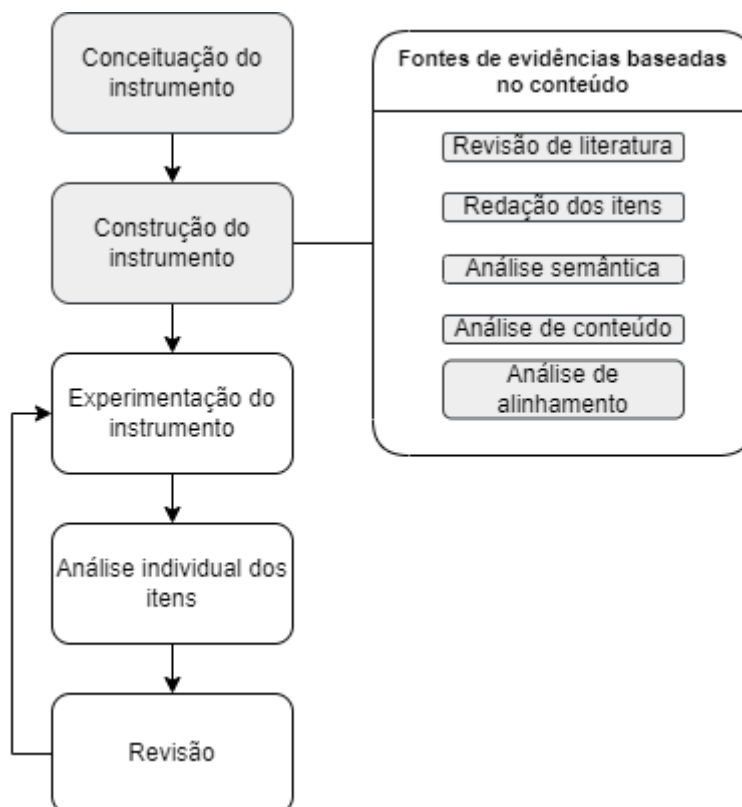 Conceituação do
instrumento
Construção do
instrumento
Experimentação do
instrumento
Análise individual dos
itens
Revisão
Fontes de evidências baseadas
no conteúdo
Revisão de literatura
Redação dos itens
Análise semântica
Análise de conteúdo
Análise de
alinhamento